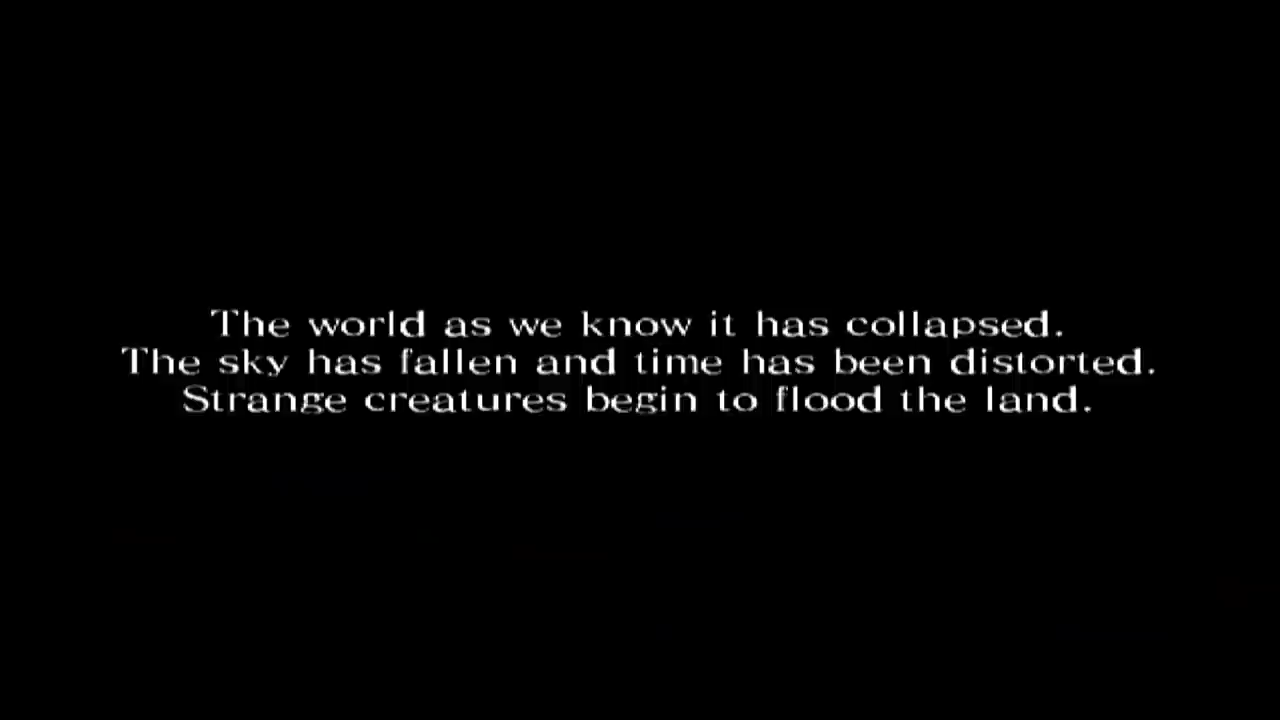 The world as we know it has collapsed.
The sky has fallen and time has been distorted.
Strange creatures begin to flood the land.